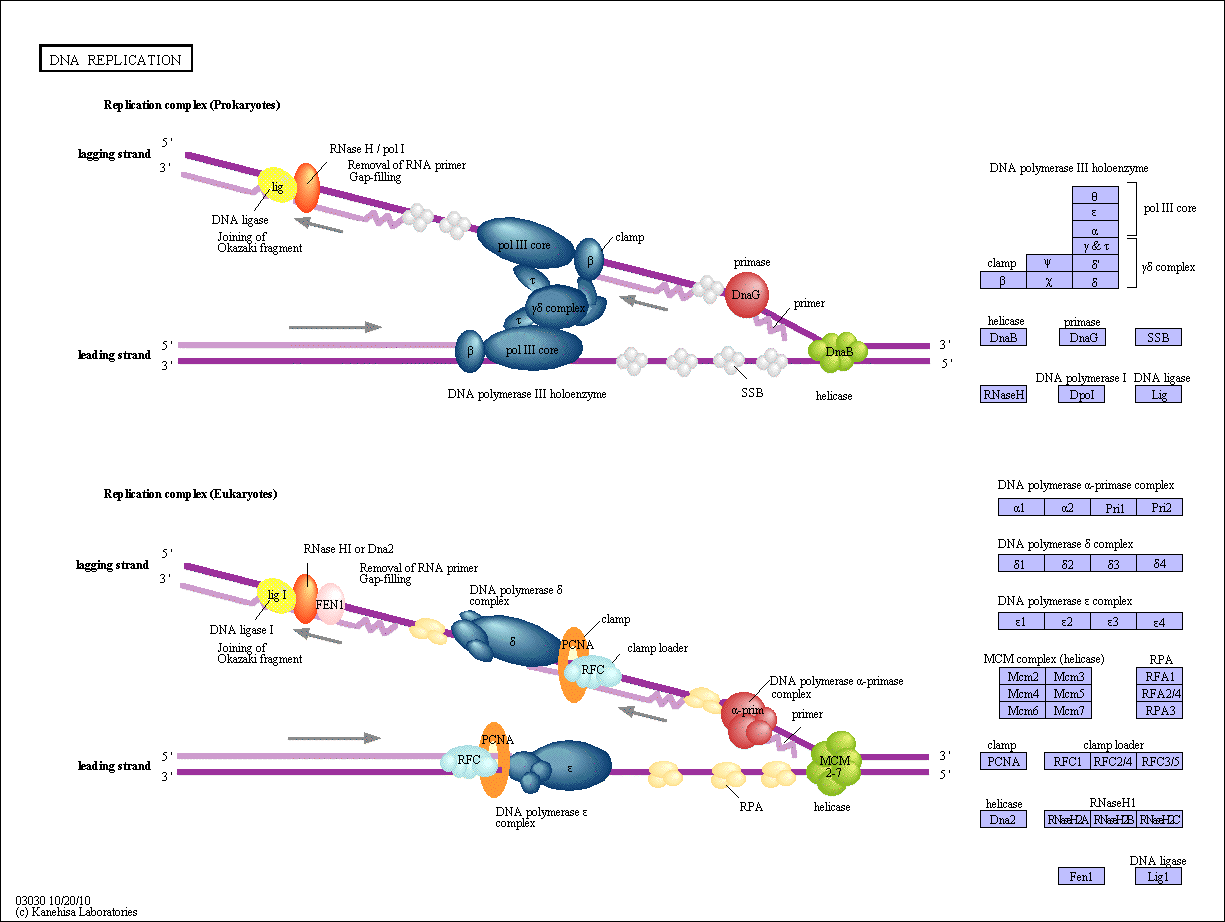 DNA REPLICATION
Replication complex (Prokaryotes)
lagging strand
5'
3'
RNase H / pol I
Removal of RNA primer
Gap-filling
lig
DNA ligase
Joining of
Okazaki fragment
pol III core
clamp
β
τ
γδ complex
τ
primase
DnaG
primer
leading strand
5'
3'
β
pol III core
DnaB
3'
5'
DNA polymerase III holoenzyme
SSB
helicase
DNA polymerase III holoenzyme
θ
ε
α
pol III core
γ & τ
clamp
ψ
δ'
γδ complex
β
χ
δ
helicase
primase
DnaB
DnaG
SSB
DNA polymerase I
DNA ligase
RNaseH
DpoI
Lig
Replication complex (Eukaryotes)
lagging strand
5'
3'
RNase HI or Dna2
Removal of RNA primer
Gap-filling
lig I
FEN1
DNA ligase I
Joining of
Okazaki fragment
DNA polymerase δ
complex
δ
clamp
PCNA
RFC
clamp loader
DNA polymerase α-primase
complex
α-prim
primer
leading strand
5'
3'
PCNA
RFC
ε
DNA polymerase ε
complex
RPA
MCM
2-7
helicase
3'
5'
DNA polymerase α-primase complex
α1 α2 Pri1 Pri2
DNA polymerase δ complex
δ1 δ2 δ3 δ4
DNA polymerase ε complex
ε1 ε2 ε3 ε4
MCM complex (helicase)
RPA
Mcm2 Mcm3
RFA1
Mcm4 Mcm5
RFA2/4
Mcm6 Mcm7
RPA3
clamp
clamp loader
PCNA
RFC1 RFC2/4 RFC3/5
helicase
RNaseH1
Dna2
RNaseH2A RNaseH2B RNaseH2C
DNA ligase
Fen1
Lig1
03030 10/20/10
(c) Kanehisa Laboratories